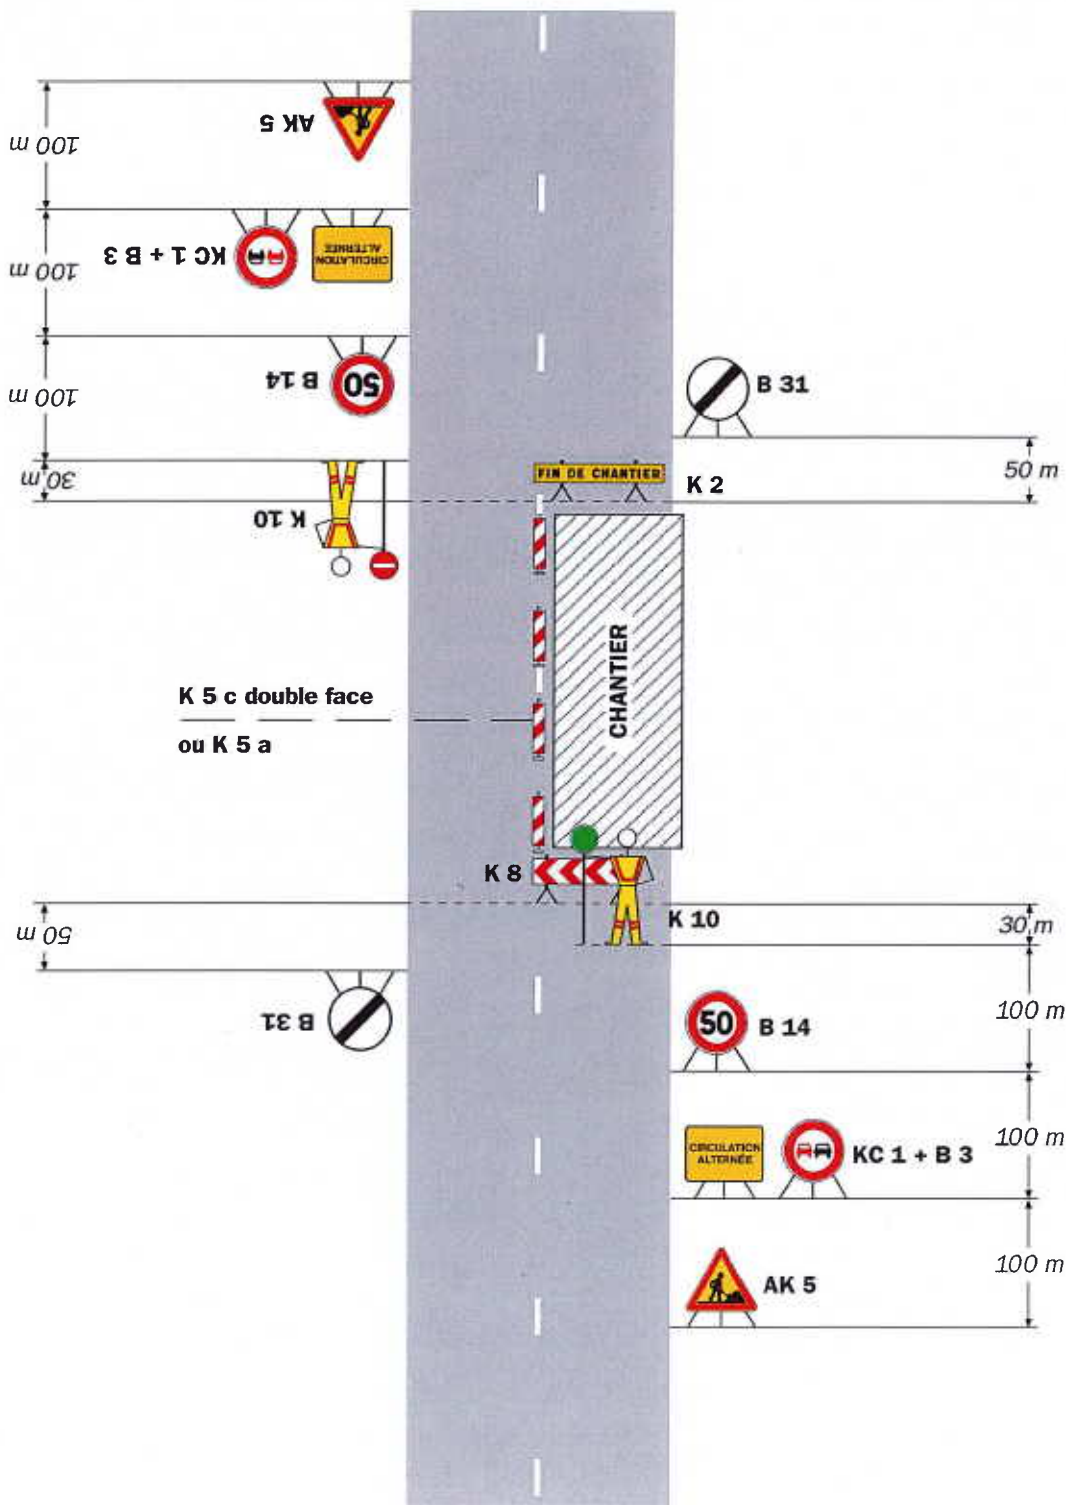 AK 5
100 m
KC 1 + B 3
CIRCULATION
ALTERNÉE
100 m
B 14
50
100 m
B 31
50 m
FIN DE CHANTIER
K 2
30 m
K 10
CHANTIER
K 5 c double face
ou K 5 a
K 8
K 10
30 m
50 m
B 31
50
B 14
100 m
CIRCULATION
ALTERNÉE
KC 1 + B 3
100 m
AK 5
100 m